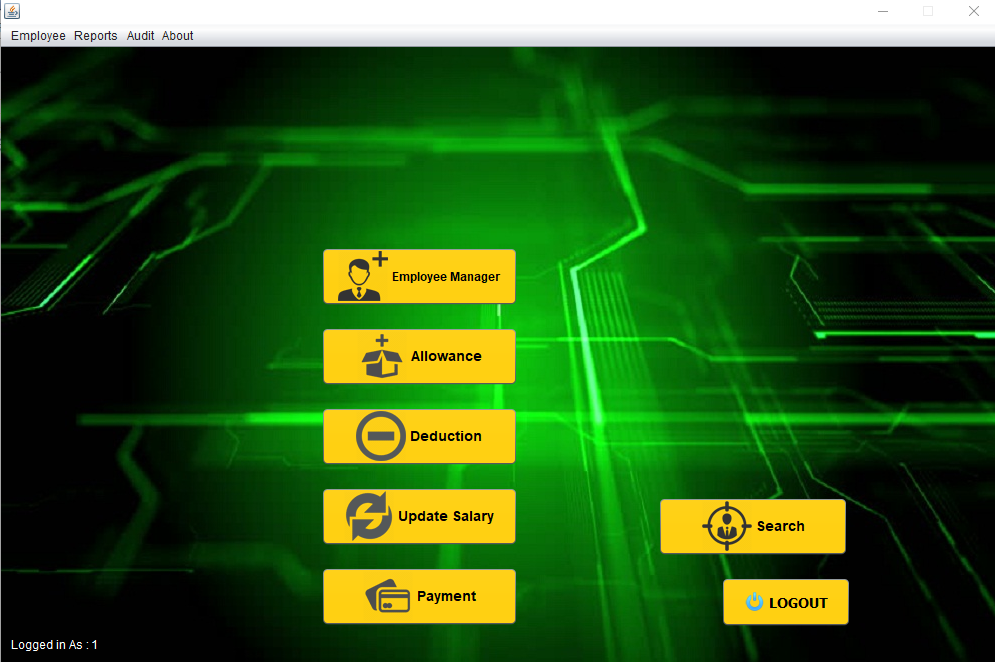 Employee Reports Audit About
Employee Manager
Allowance
Deduction
Update Salary
Search
Payment
LOGOUT
Logged in As : 1